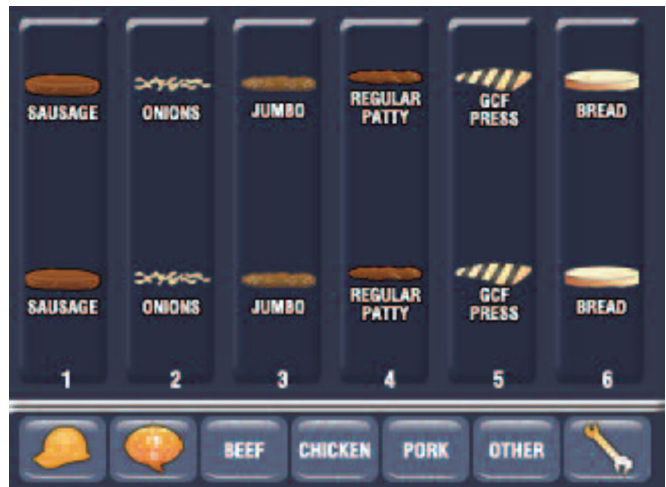 SAUSAGE ONIONS JUMBO REGULAR PATTY GCF PRESS BREAD
SAUSAGE ONIONS JUMBO REGULAR PATTY GCF PRESS BREAD
1 2 3 4 5 6
BEEF CHICKEN PORK OTHER